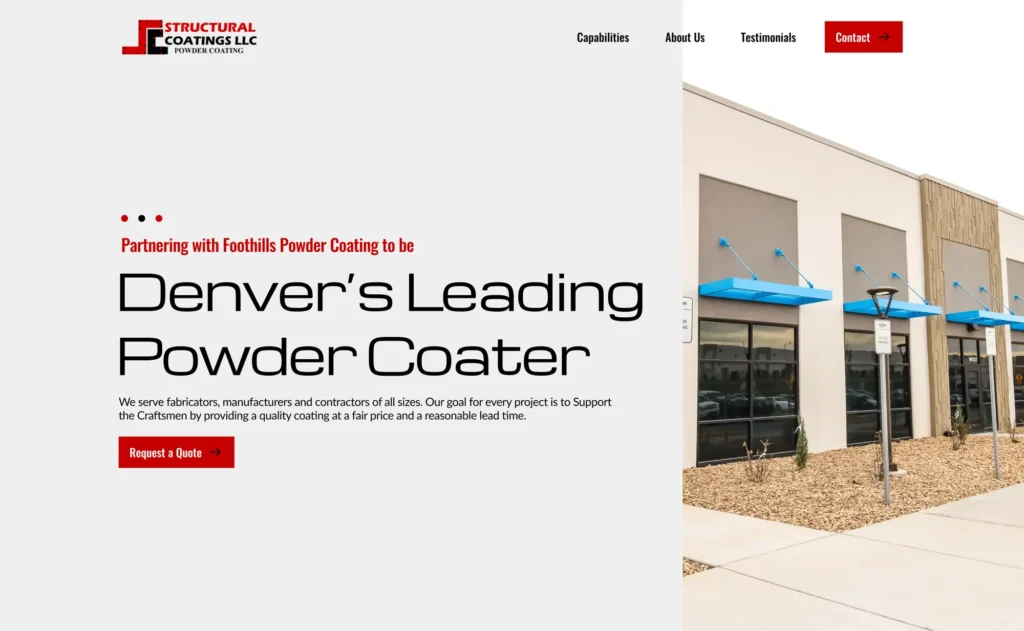 STRUCTURAL
COATINGS LLC
POWDER COATING
Capabilities
About Us
Testimonials
Contact
Partnering with Foothills Powder Coating to be
Denver's Leading
Powder Coater
We serve fabricators, manufacturers and contractors of all sizes. Our goal for every project is to Support
the Craftsmen by providing a quality coating at a fair price and a reasonable lead time.
Request a Quote